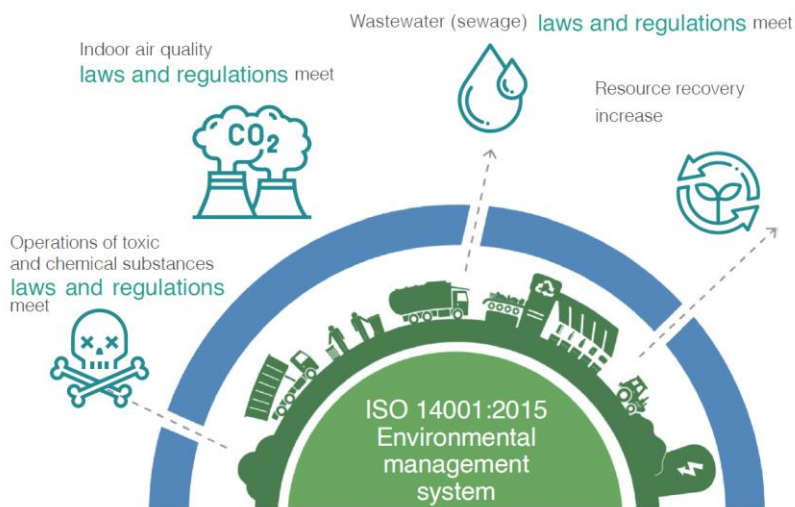 Wastewater (sewage) laws and regulations meet
Indoor air quality
laws and regulations meet
Resource recovery
increase
CO2
Operations of toxic
and chemical substances
laws and regulations
meet
ISO 14001:2015
Environmental
management
system